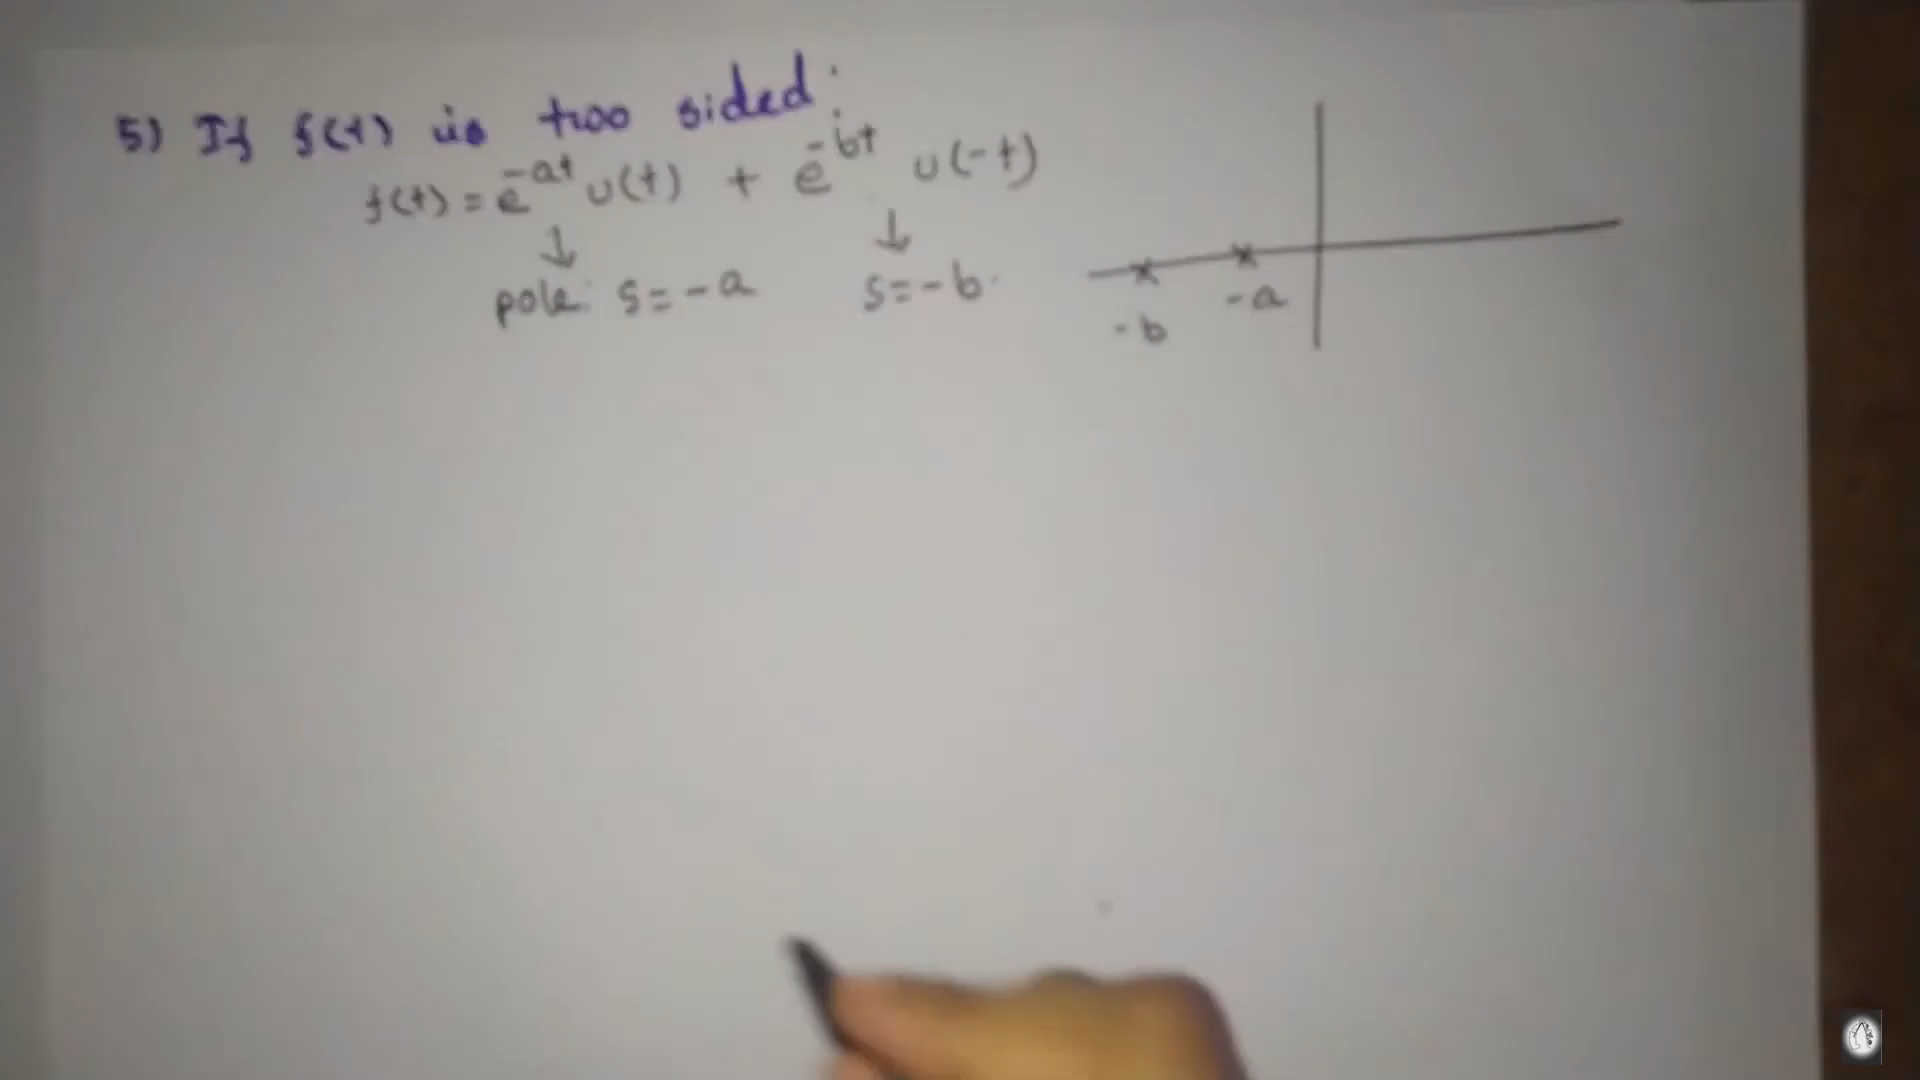 5) If f(t) is two sided:
f(t) = e^-at u(t) + e^-bt u(-t)
↓ ↓
pole: s = -a s = -b.
-b -a